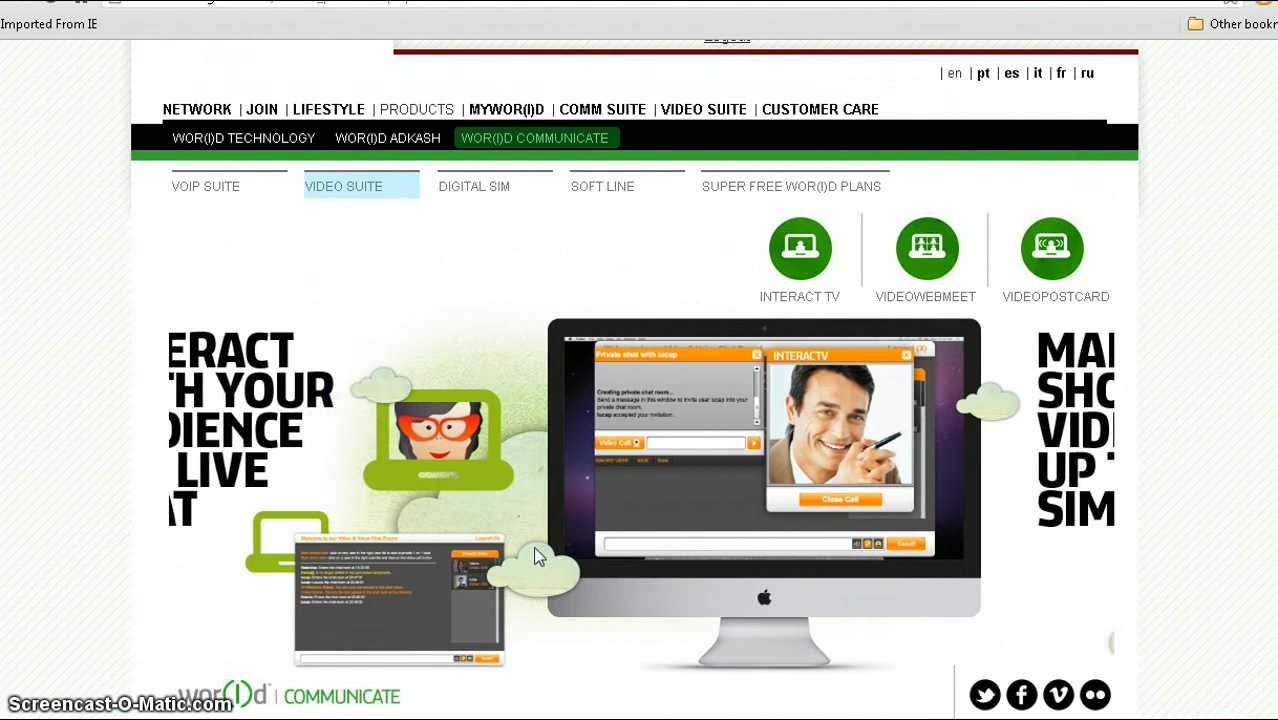 Imported From IE
Other bookr
Logout
| en | pt | es | it | fr | ru
NETWORK | JOIN | LIFESTYLE | PRODUCTS | MYWOR(I)D | COMM SUITE | VIDEO SUITE | CUSTOMER CARE
WOR(I)D TECHNOLOGY WOR(I)D ADKASH WOR(I)D COMMUNICATE
VOIP SUITE VIDEO SUITE DIGITAL SIM SOFT LINE SUPER FREE WOR(I)D PLANS
INTERACT TV VIDEOWEBMEET VIDEOPOSTCARD
ERACT
TH YOUR
DIENCE
LIVE
AT
Private chat with lucap
INTERACTV
Creating private chat room...
Send a message in this window to invite user lucap into your
private chat room.
lucap accepted your invitation.
Video Call
Close Call
Send!
MAI
SHO
VID
UP T
SIM
Welcome to our Video & Voice Chat Room!
Logout (X)
wor(i)d™ | COMMUNICATE
Screencast-O-Matic.com